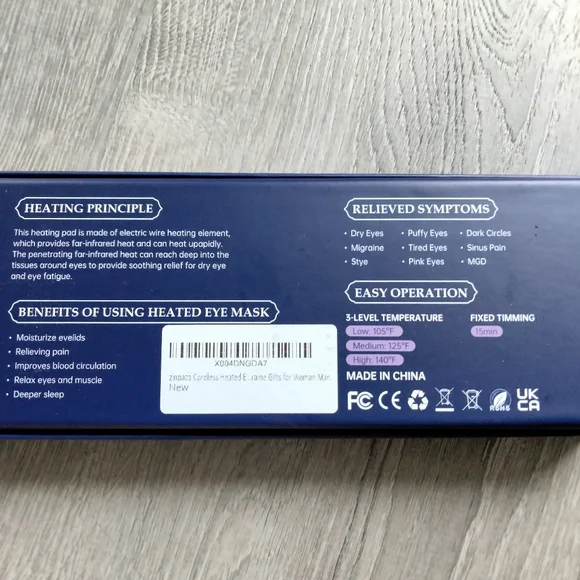 HEATING PRINCIPLE
This heating pad is made of electric wire heating element,
which provides far-infrared heat and can heat upapidly.
The penetrating far-infrared heat can reach deep into the
tissues around eyes to provide soothing relief for dry eye
and eye fatigue.
BENEFITS OF USING HEATED EYE MASK
• Moisturize eveilds
• Relieving pain
• Improves blood circulation
• Relax eyes and muscle
• Deeper sleep
X004DNGDA7
Cordless Heated Gifts for Woman Man
New
RELIEVED SYMPTOMS
• Dry Eyes • Puffy Eyes • Dark Circles
• Migraine • Tired Eyes • Sinus Pain
• Stye • Pink Eyes • MGD
EASY OPERATION
3-LEVEL TEMPERATURE FIXED TIMMING
Low: 105°F 15min
Medium: 125°F
High: 140°F
MADE IN CHINA
FC CE RoHS UK
CA